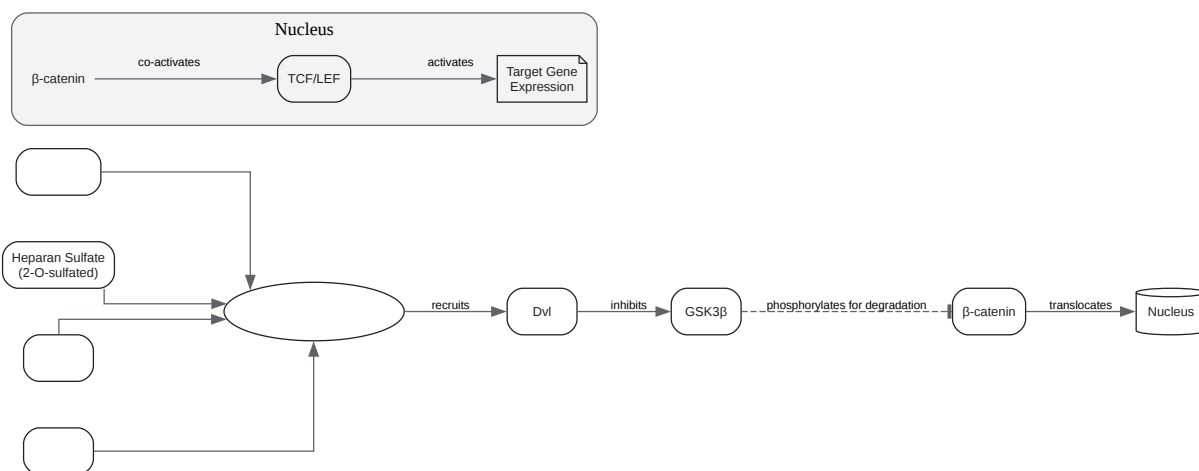 Nucleus
β-catenin
co-activates
TCF/LEF
activates
Target Gene
Expression
Heparan Sulfate
(2-O-sulfated)
recruits
Dvl
inhibits
GSK3β
phosphorylates for degradation
β-catenin
translocates
Nucleus